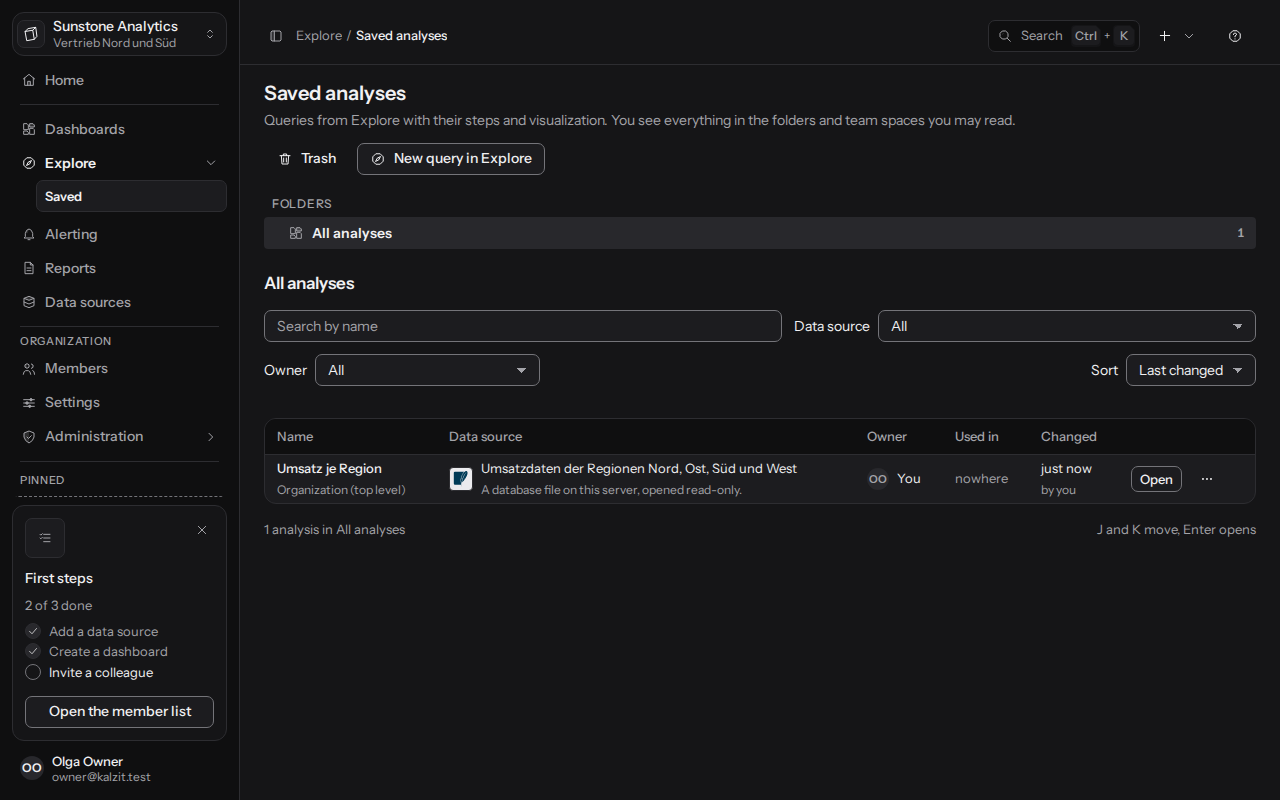 Sunstone Analytics
Vertrieb Nord und Süd
Home
Dashboards
Explore
Saved
Alerting
Reports
Data sources
ORGANIZATION
Members
Settings
Administration
PINNED
First steps
2 of 3 done
Add a data source
Create a dashboard
Invite a colleague
Open the member list
OO
Olga Owner
owner@kalzit.test
Explore / Saved analyses
Search Ctrl + K
Saved analyses
Queries from Explore with their steps and visualization. You see everything in the folders and team spaces you may read.
Trash
New query in Explore
FOLDERS
All analyses 1
All analyses
Search by name
Data source All
Owner All
Sort Last changed
Name Data source Owner Used in Changed
Umsatz je Region Umsatzdaten der Regionen Nord, Ost, Süd und West OO You nowhere just now Open
Organization (top level) A database file on this server, opened read-only. by you
1 analysis in All analyses
J and K move, Enter opens